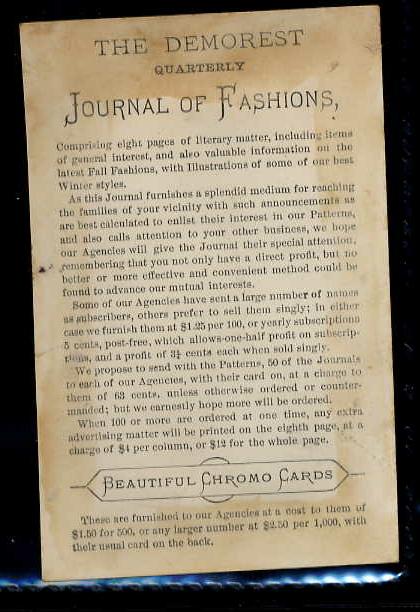 THE DEMOREST
QUARTERLY
JOURNAL OF FASHIONS,
Comprising eight pages of literary matter, including items
of general interest, and also valuable information on the
latest Fall Fashions, with Illustrations of some of our best
Winter styles.
As this Journal furnishes a splendid medium for reaching
the families of your vicinity with such announcements as
are best calculated to enlist their interest in our Patterns,
and also calls attention to your other business, we hope
our Agencies will give the Journal their special attention,
remembering that you not only have a direct profit, but no
better or more effective and convenient method could be
found to advance our mutual interests.
Some of our Agencies have sent a large number of names
as subscribers, others prefer to sell them singly; in either
case we furnish them at $1.25 per 100, or yearly subscriptions
5 cents, post-free, which allows one-half profit on subscrip-
tions, and a profit of 3¾ cents each when sold singly.
We propose to send with the Patterns, 50 of the Journals
to each of our Agencies, with their card on, at a charge to
them of 63 cents, unless otherwise ordered or counter-
manded; but we earnestly hope more will be ordered.
When 100 or more are ordered at one time, any extra
advertising matter will be printed on the eighth page, at a
charge of $4 per column, or $12 for the whole page.
BEAUTIFUL CHROMO CARDS
These are furnished to our Agencies at a cost to them of
$1.50 for 500, or any larger number at $2.50 per 1,000, with
their usual card on the back.